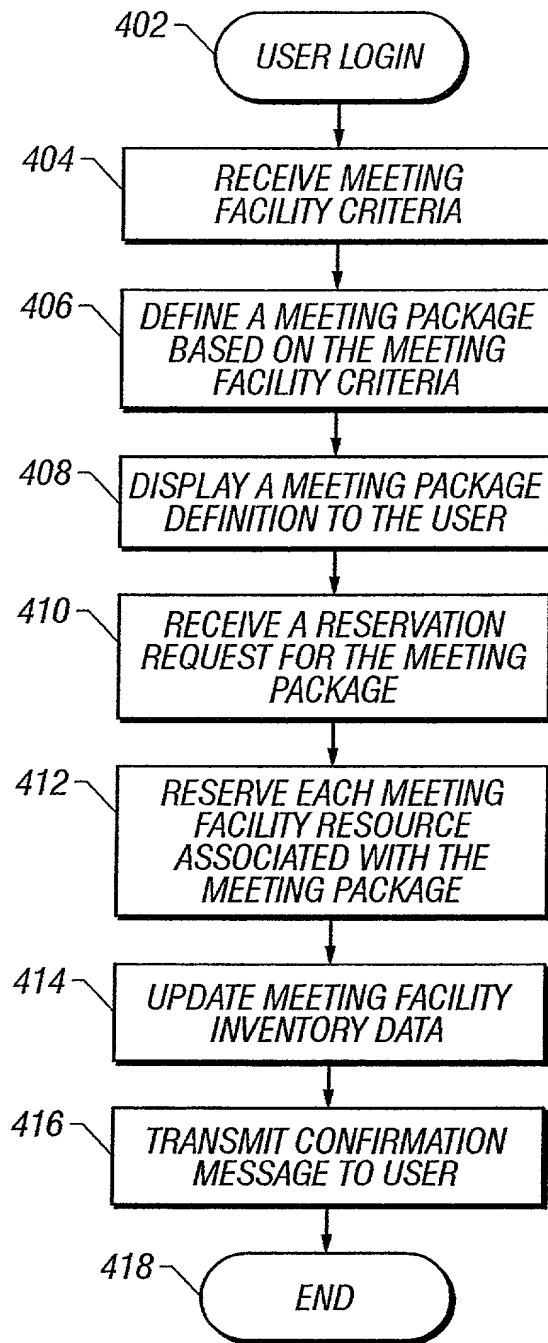 402
USER LOGIN
404
RECEIVE MEETING
FACILITY CRITERIA
406
DEFINE A MEETING PACKAGE
BASED ON THE MEETING
FACILITY CRITERIA
408
DISPLAY A MEETING PACKAGE
DEFINITION TO THE USER
410
RECEIVE A RESERVATION
REQUEST FOR THE MEETING
PACKAGE
412
RESERVE EACH MEETING
FACILITY RESOURCE
ASSOCIATED WITH THE
MEETING PACKAGE
414
UPDATE MEETING FACILITY
INVENTORY DATA
416
TRANSMIT CONFIRMATION
MESSAGE TO USER
418
END